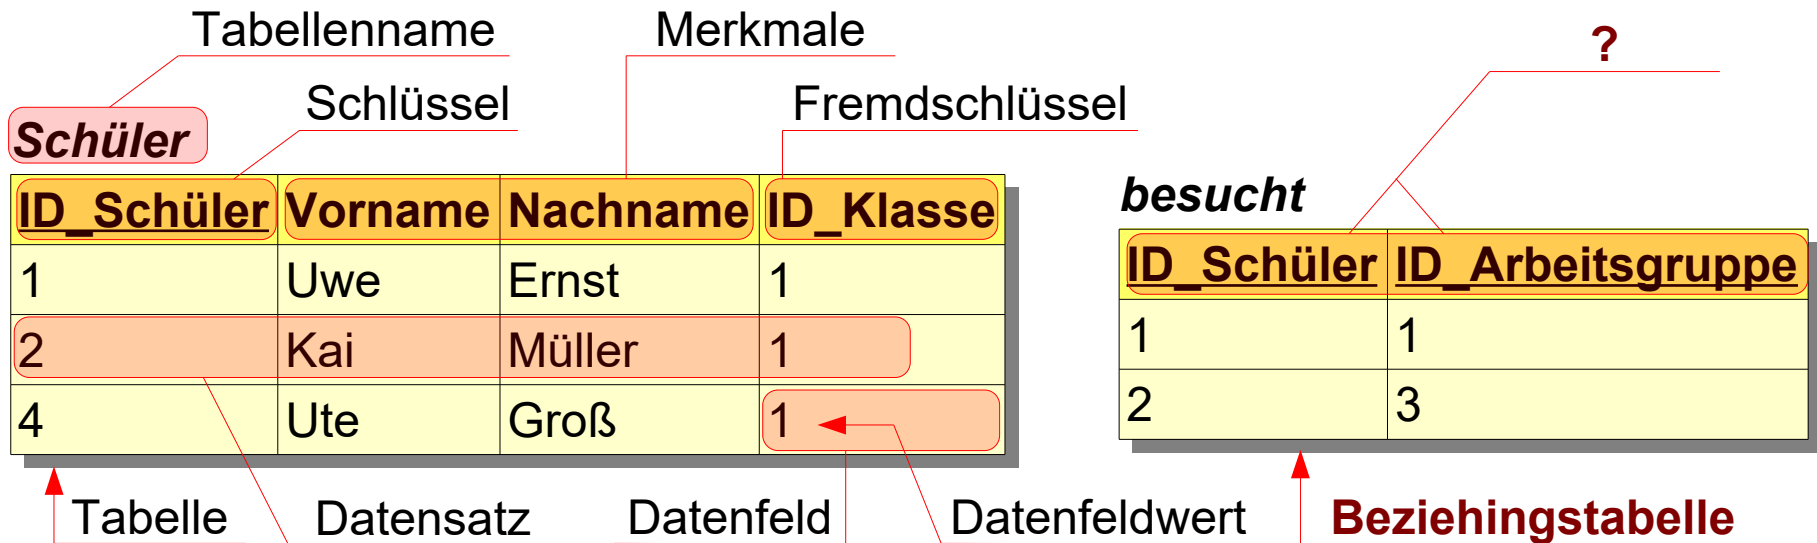 Tabellenname
Merkmale
?
Schlüssel
Fremdschlüssel
Schüler
ID_Schüler Vorname Nachname ID_Klasse
1 Uwe Ernst 1
2 Kai Müller 1
4 Ute Groß 1
besucht
ID_Schüler ID_Arbeitsgruppe
1 1
2 3
Tabelle
Datensatz
Datenfeld
Datenfeldwert
Beziehingstabelle